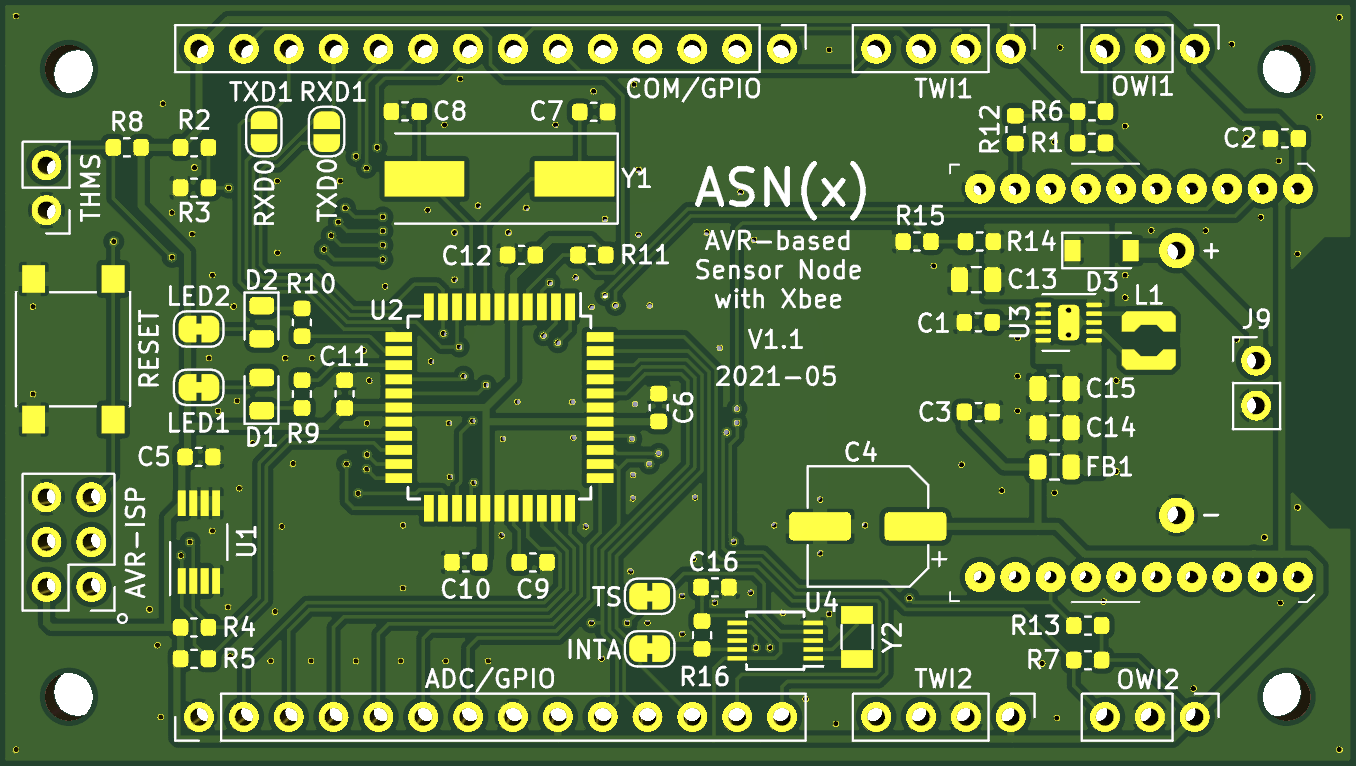 COM/GPIO
TWI1
OWI1
TXD1
RXD1
C8
C7
R12
R6
R1
C2
R8
R2
THMS
R3
RXD0
TXD0
Y1
ASN(x)
AVR-based
Sensor Node
with Xbee
V1.1
2021-05
R15
R14
+
C12
R11
D3
C13
LED2
D2
R10
U2
U3
L1
C1
J9
RESET
C11
LED1
D1
R9
C6
C15
C3
C14
C5
C4
FB1
AVR-ISP
U1
-
+
C10
C9
C16
TS
U4
R4
INTA
Y2
R13
R5
R7
R16
ADC/GPIO
TWI2
OWI2